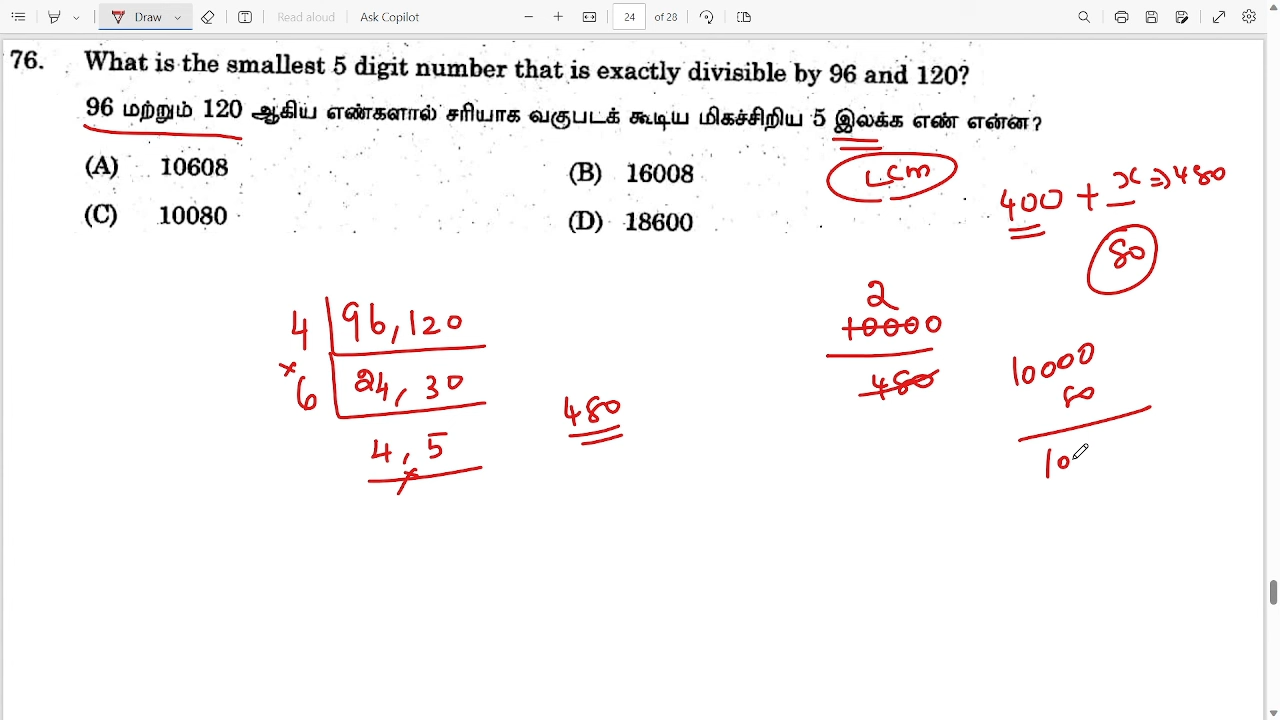 Draw
Read aloud
Ask Copilot
24
of 28
76. What is the smallest 5 digit number that is exactly divisible by 96 and 120?
96 மற்றும் 120 ஆகிய எண்களால் சரியாக வகுபடக் கூடிய மிகச்சிறிய 5 இலக்க எண் என்ன?
(A) 10608
(B) 16008
(C) 10080
(D) 18600
LCM
400 + x => 480
80
4 96, 120
× 6 24, 30
4, 5
480
2
10000
480
10000
80
10